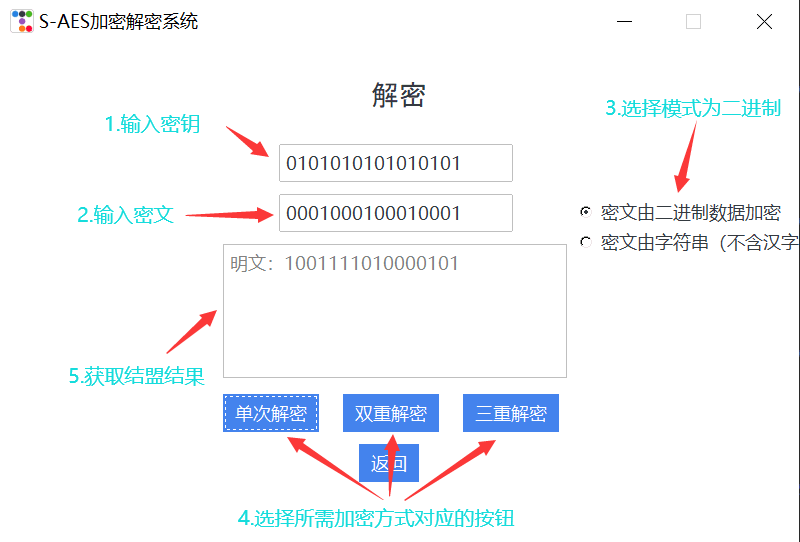 S-AES加密解密系统
解密
3.选择模式为二进制
1.输入密钥
0101010101010101
2.输入密文
0001000100010001
密文由二进制数据加密
密文由字符串（不含汉字
明文：1001111010000101
5.获取结盟结果
单次解密
双重解密
三重解密
返回
4.选择所需加密方式对应的按钮